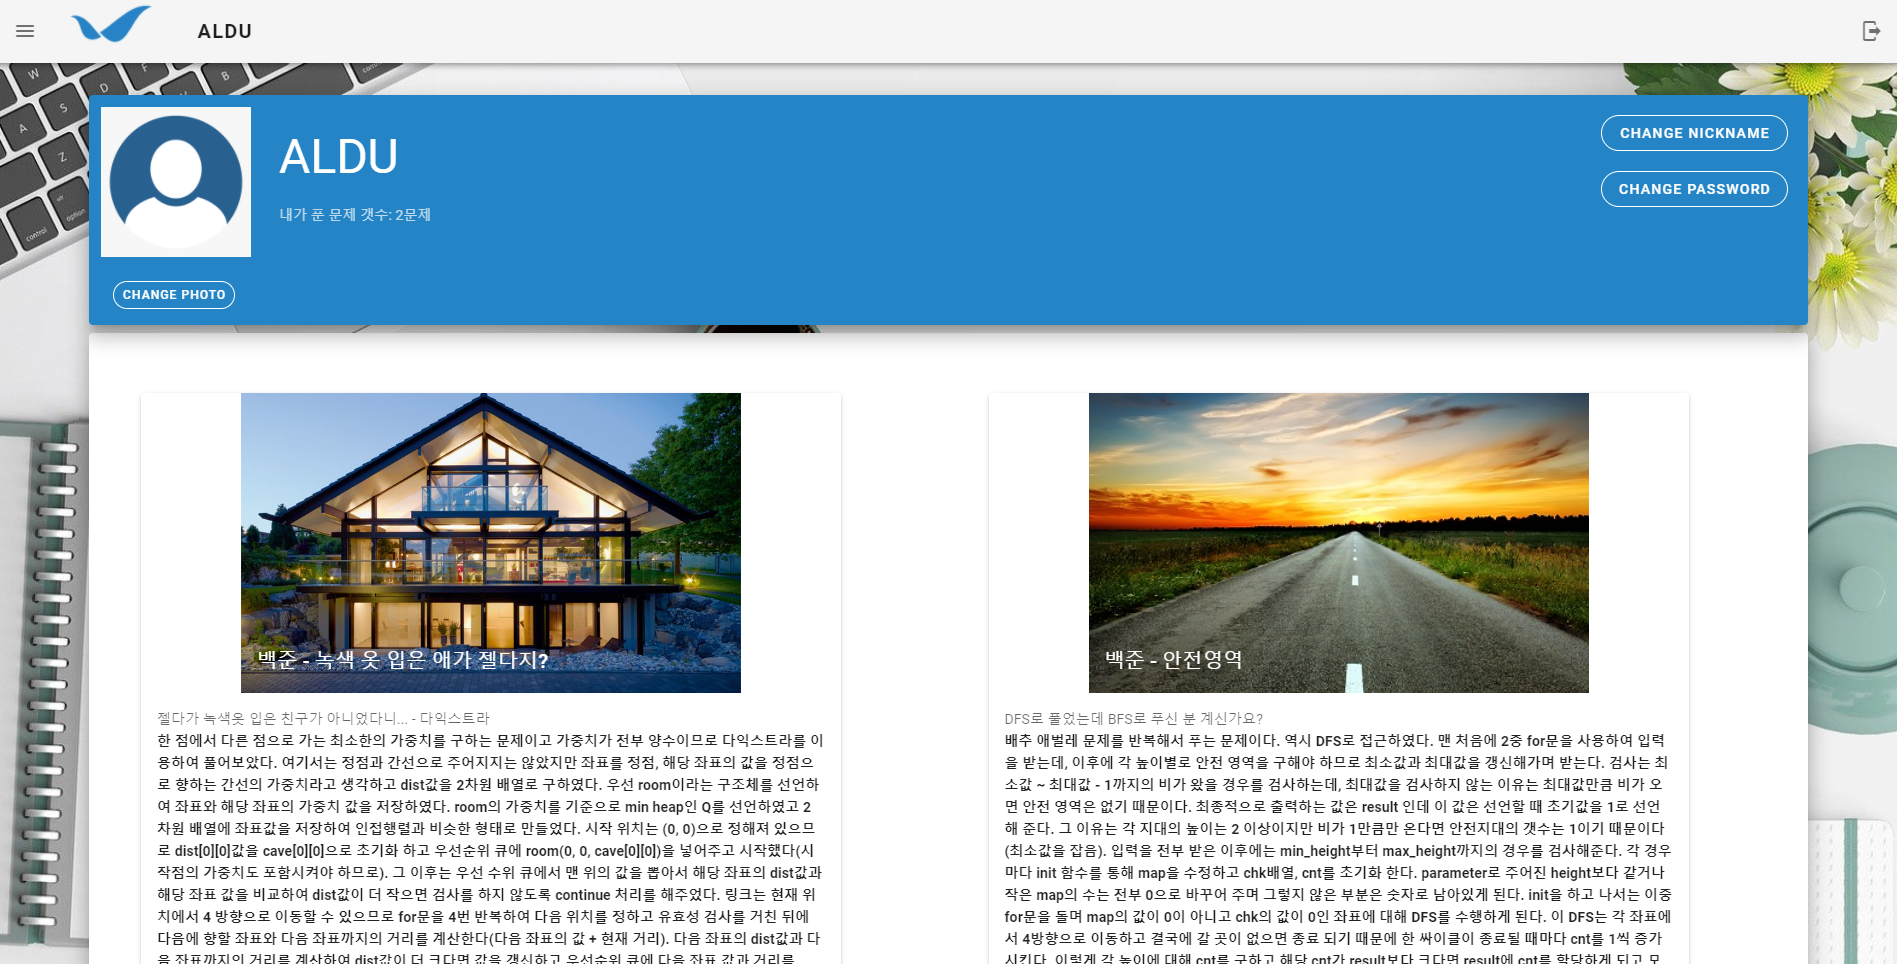 ALDU
ALDU
CHANGE NICKNAME
CHANGE PASSWORD
내가 푼 문제 갯수: 2문제
CHANGE PHOTO
백준 - 녹색 옷 입은 애가 젤다지?
젤다가 녹색옷 입은 친구가 아니었다니... - 다익스트라
한 점에서 다른 점으로 가는 최소한의 가중치를 구하는 문제이고 가중치가 전부 양수이므로 다익스트라를 이
용하여 풀어보았다. 여기서는 정점과 간선으로 주어지지는 않았지만 좌표를 정점, 해당 좌표의 값을 정점으
로 향하는 간선의 가중치라고 생각하고 dist값을 2차원 배열로 구하였다. 우선 room이라는 구조체를 선언하
여 좌표와 해당 좌표의 가중치 값을 저장하였다. room의 가중치를 기준으로 min heap인 Q를 선언하였고 2
차원 배열에 좌표값을 저장하여 인접행렬과 비슷한 형태로 만들었다. 시작 위치는 (0, 0)으로 정해져 있으므
로 dist[0][0]값을 cave[0][0]으로 초기화 하고 우선순위 큐에 room(0, 0, cave[0][0])을 넣어주고 시작했다(시
작점의 가중치도 포함시켜야 하므로). 그 이후는 우선 수위 큐에서 맨 위의 값을 뽑아서 해당 좌표의 dist값과
해당 좌표 값을 비교하여 dist값이 더 작으면 검사를 하지 않도록 continue 처리를 해주었다. 링크는 현재 위
치에서 4 방향으로 이동할 수 있으므로 for문을 4번 반복하여 다음 위치를 정하고 유효성 검사를 거친 뒤에
다음에 향할 좌표와 다음 좌표까지의 거리를 계산한다(다음 좌표의 값 + 현재 거리). 다음 좌표의 dist값과 다
음 좌표까지의 거리를 계산하여 dist값이 더 크다면 값을 갱신하고 우선순위 큐에 다음 좌표 값과 거리를
백준 - 안전영역
DFS로 풀었는데 BFS로 푸신 분 계신가요?
배추 애벌레 문제를 반복해서 푸는 문제이다. 역시 DFS로 접근하였다. 맨 처음에 2중 for문을 사용하여 입력
을 받는데, 이후에 각 높이별로 안전 영역을 구해야 하므로 최소값과 최대값을 갱신해가며 받는다. 검사는 최
소값 ~ 최대값 - 1까지의 비가 왔을 경우를 검사하는데, 최대값을 검사하지 않는 이유는 최대값만큼 비가 오
면 안전 영역은 없기 때문이다. 최종적으로 출력하는 값은 result 인데 이 값은 선언할 때 초기값을 1로 선언
해 준다. 그 이유는 각 지대의 높이는 2 이상이지만 비가 1만큼만 온다면 안전지대의 갯수는 1이기 때문이다
(최소값을 잡음). 입력을 전부 받은 이후에는 min_height부터 max_height까지의 경우를 검사해준다. 각 경우
마다 init 함수를 통해 map을 수정하고 chk배열, cnt를 초기화 한다. parameter로 주어진 height보다 같거나
작은 map의 수는 전부 0으로 바꾸어 주며 그렇지 않은 부분은 숫자로 남아있게 된다. init을 하고 나서는 이중
for문을 돌며 map의 값이 0이 아니고 chk의 값이 0인 좌표에 대해 DFS를 수행하게 된다. 이 DFS는 각 좌표에
서 4방향으로 이동하고 결국에 갈 곳이 없으면 종료 되기 때문에 한 싸이클이 종료될 때마다 cnt를 1씩 증가
시킨다. 이렇게 각 높이에 대해 cnt를 구하고 해당 cnt가 result보다 크다면 result에 cnt를 할당하게 되고 모